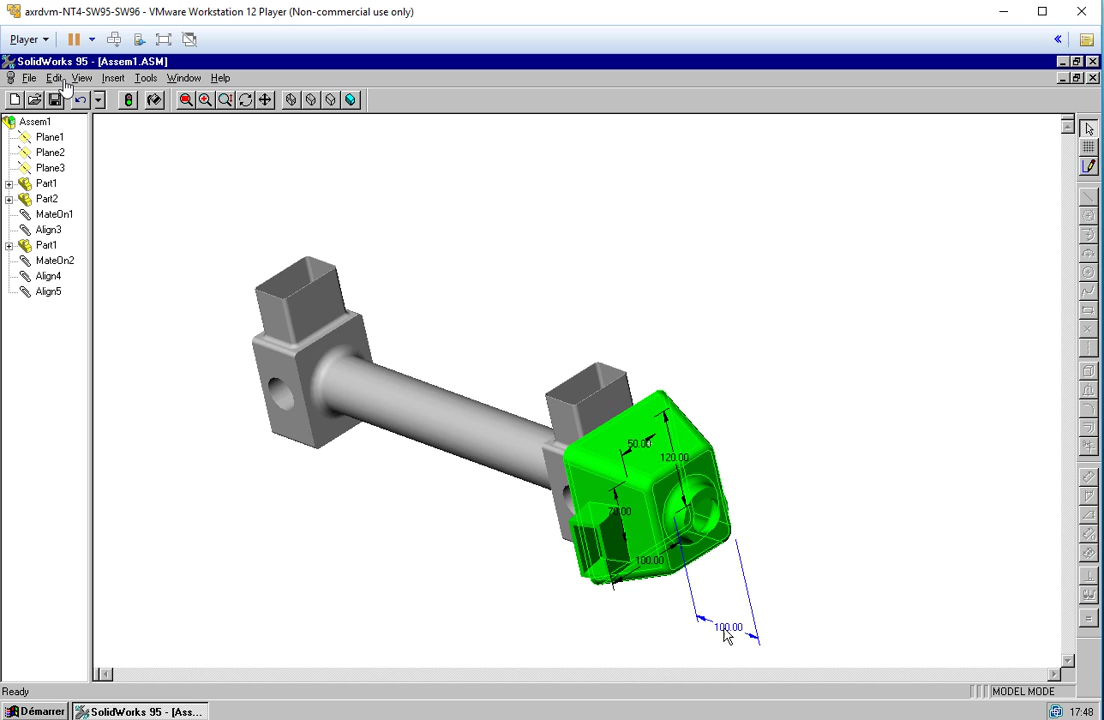 axrdvm-NT4-SW95-SW96 - VMware Workstation 12 Player (Non-commercial use only)
Player
SolidWorks 95 - [Assem1.ASM]
File Edit View Insert Tools Window Help
Assem1
Plane1
Plane2
Plane3
Part1
Part2
MateOn1
Align3
Part1
MateOn2
Align4
Align5
50.00
120.00
100.00
100.00
Ready
MODEL MODE
Démarrer
SolidWorks 95 - [Ass...
17:48